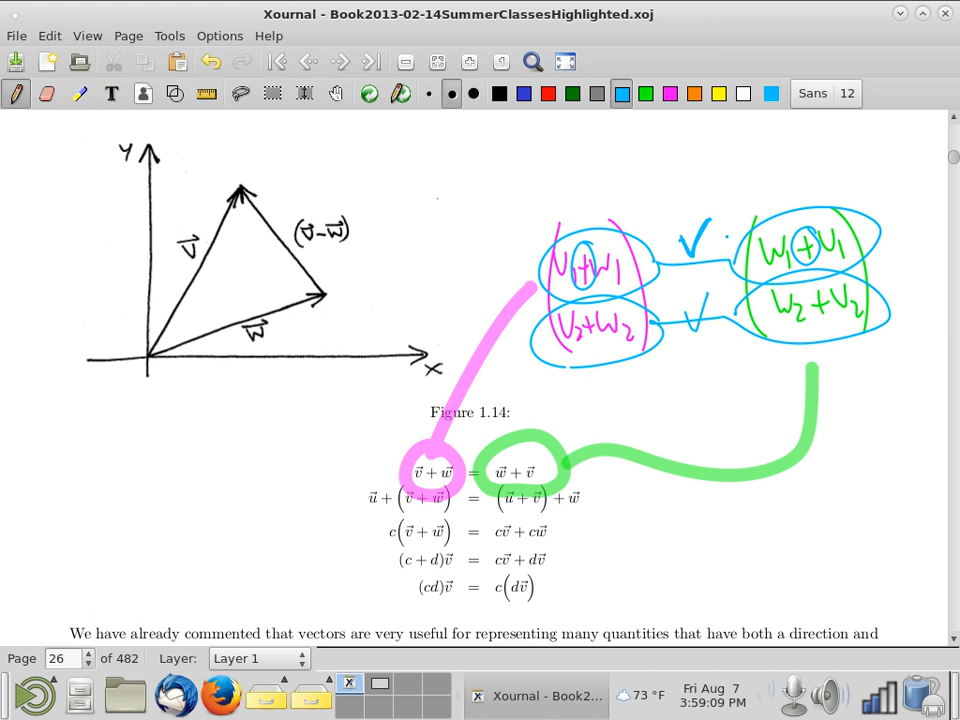 Xournal - Book2013-02-14SummerClassesHighlighted.xoj
File Edit View Page Tools Options Help
T Sans 12
Y
v⃗
(v⃗-w⃗)
w⃗
X
v₁+w₁
v₂+w₂
w₁+v₁
w₂+v₂
Figure 1.14:
v⃗ + w⃗ = w⃗ + v⃗
u⃗ + (v⃗ + w⃗) = (u⃗ + v⃗) + w⃗
c(v⃗ + w⃗) = cv⃗ + cw⃗
(c + d)v⃗ = cv⃗ + dv⃗
(cd)v⃗ = c(dv⃗)
We have already commented that vectors are very useful for representing many quantities that have both a direction and
Page 26 of 482 Layer: Layer 1
Xournal - Book2... 73 °F Fri Aug 7
3:59:09 PM